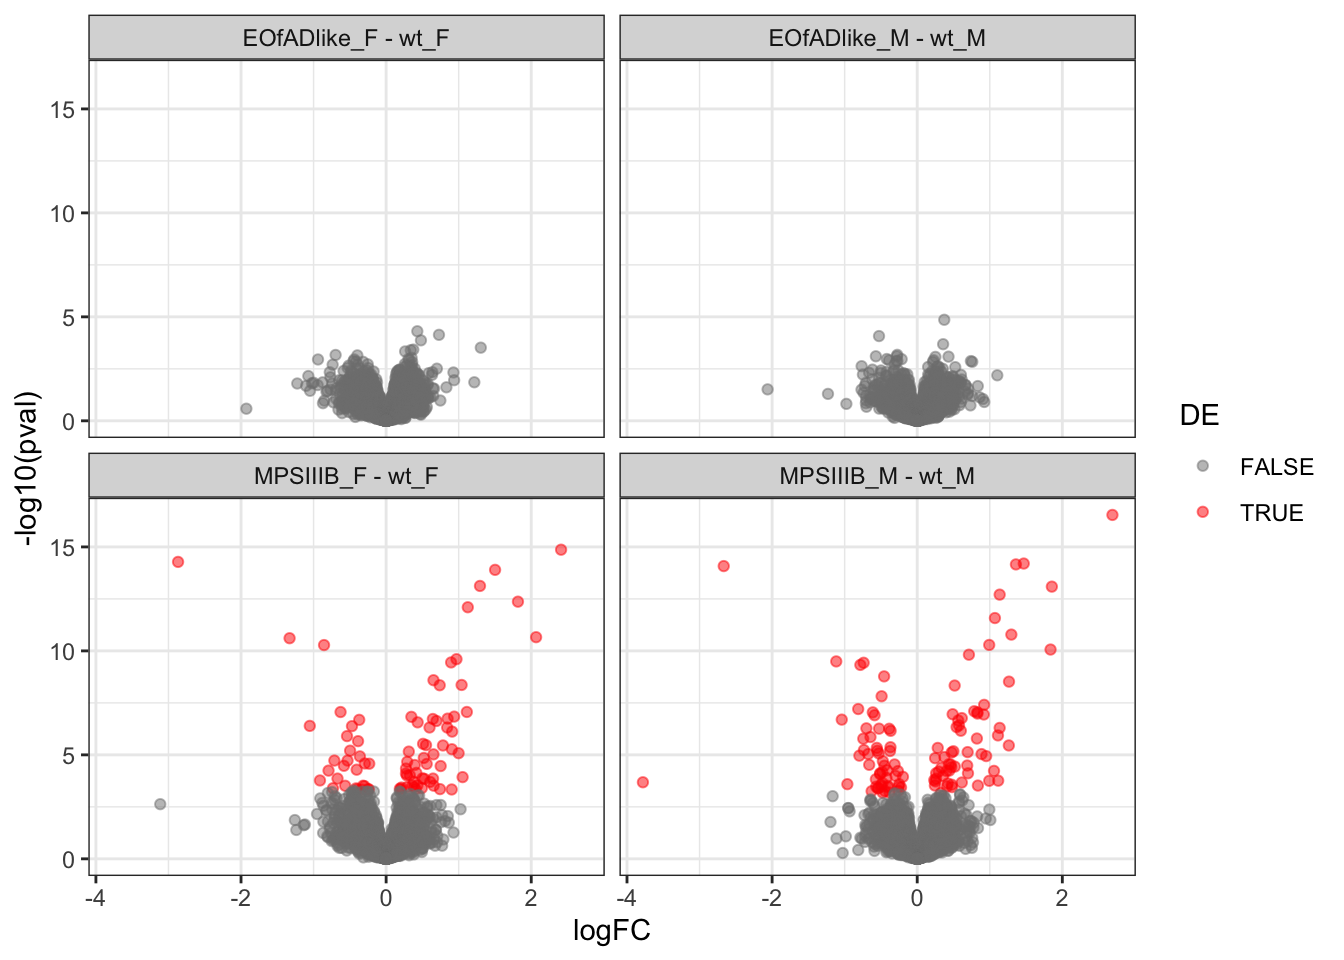 EOfADlike_F - wt_F
EOfADlike_M - wt_M
15
10
5
0
MPSIIIB_F - wt_F
MPSIIIB_M - wt_M
15
10
5
0
-4
-2
0
2
-4
-2
0
2
logFC
-log10(pval)
DE
FALSE
TRUE